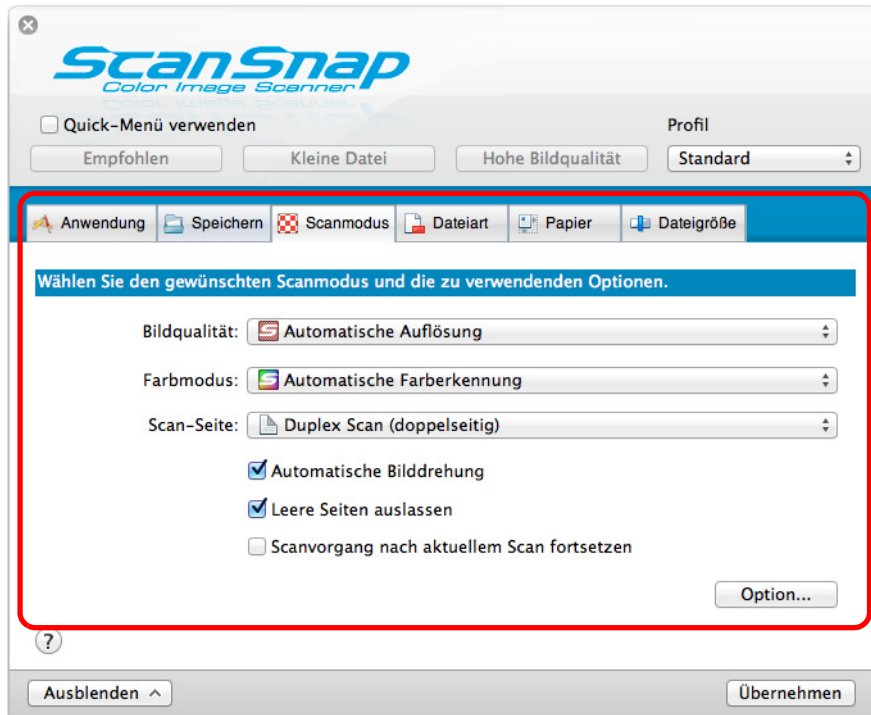 ScanSnap
Color Image Scanner
Quick-Menü verwenden
Profil
Empfohlen
Kleine Datei
Hohe Bildqualität
Standard
Anwendung
Speichern
Scanmodus
Dateiart
Papier
Dateigröße
Wählen Sie den gewünschten Scanmodus und die zu verwendenden Optionen.
Bildqualität: Automatische Auflösung
Farbmodus: Automatische Farberkennung
Scan-Seite: Duplex Scan (doppelseitig)
Automatische Bilddrehung
Leere Seiten auslassen
Scanvorgang nach aktuellem Scan fortsetzen
Option...
?
Ausblenden
Übernehmen